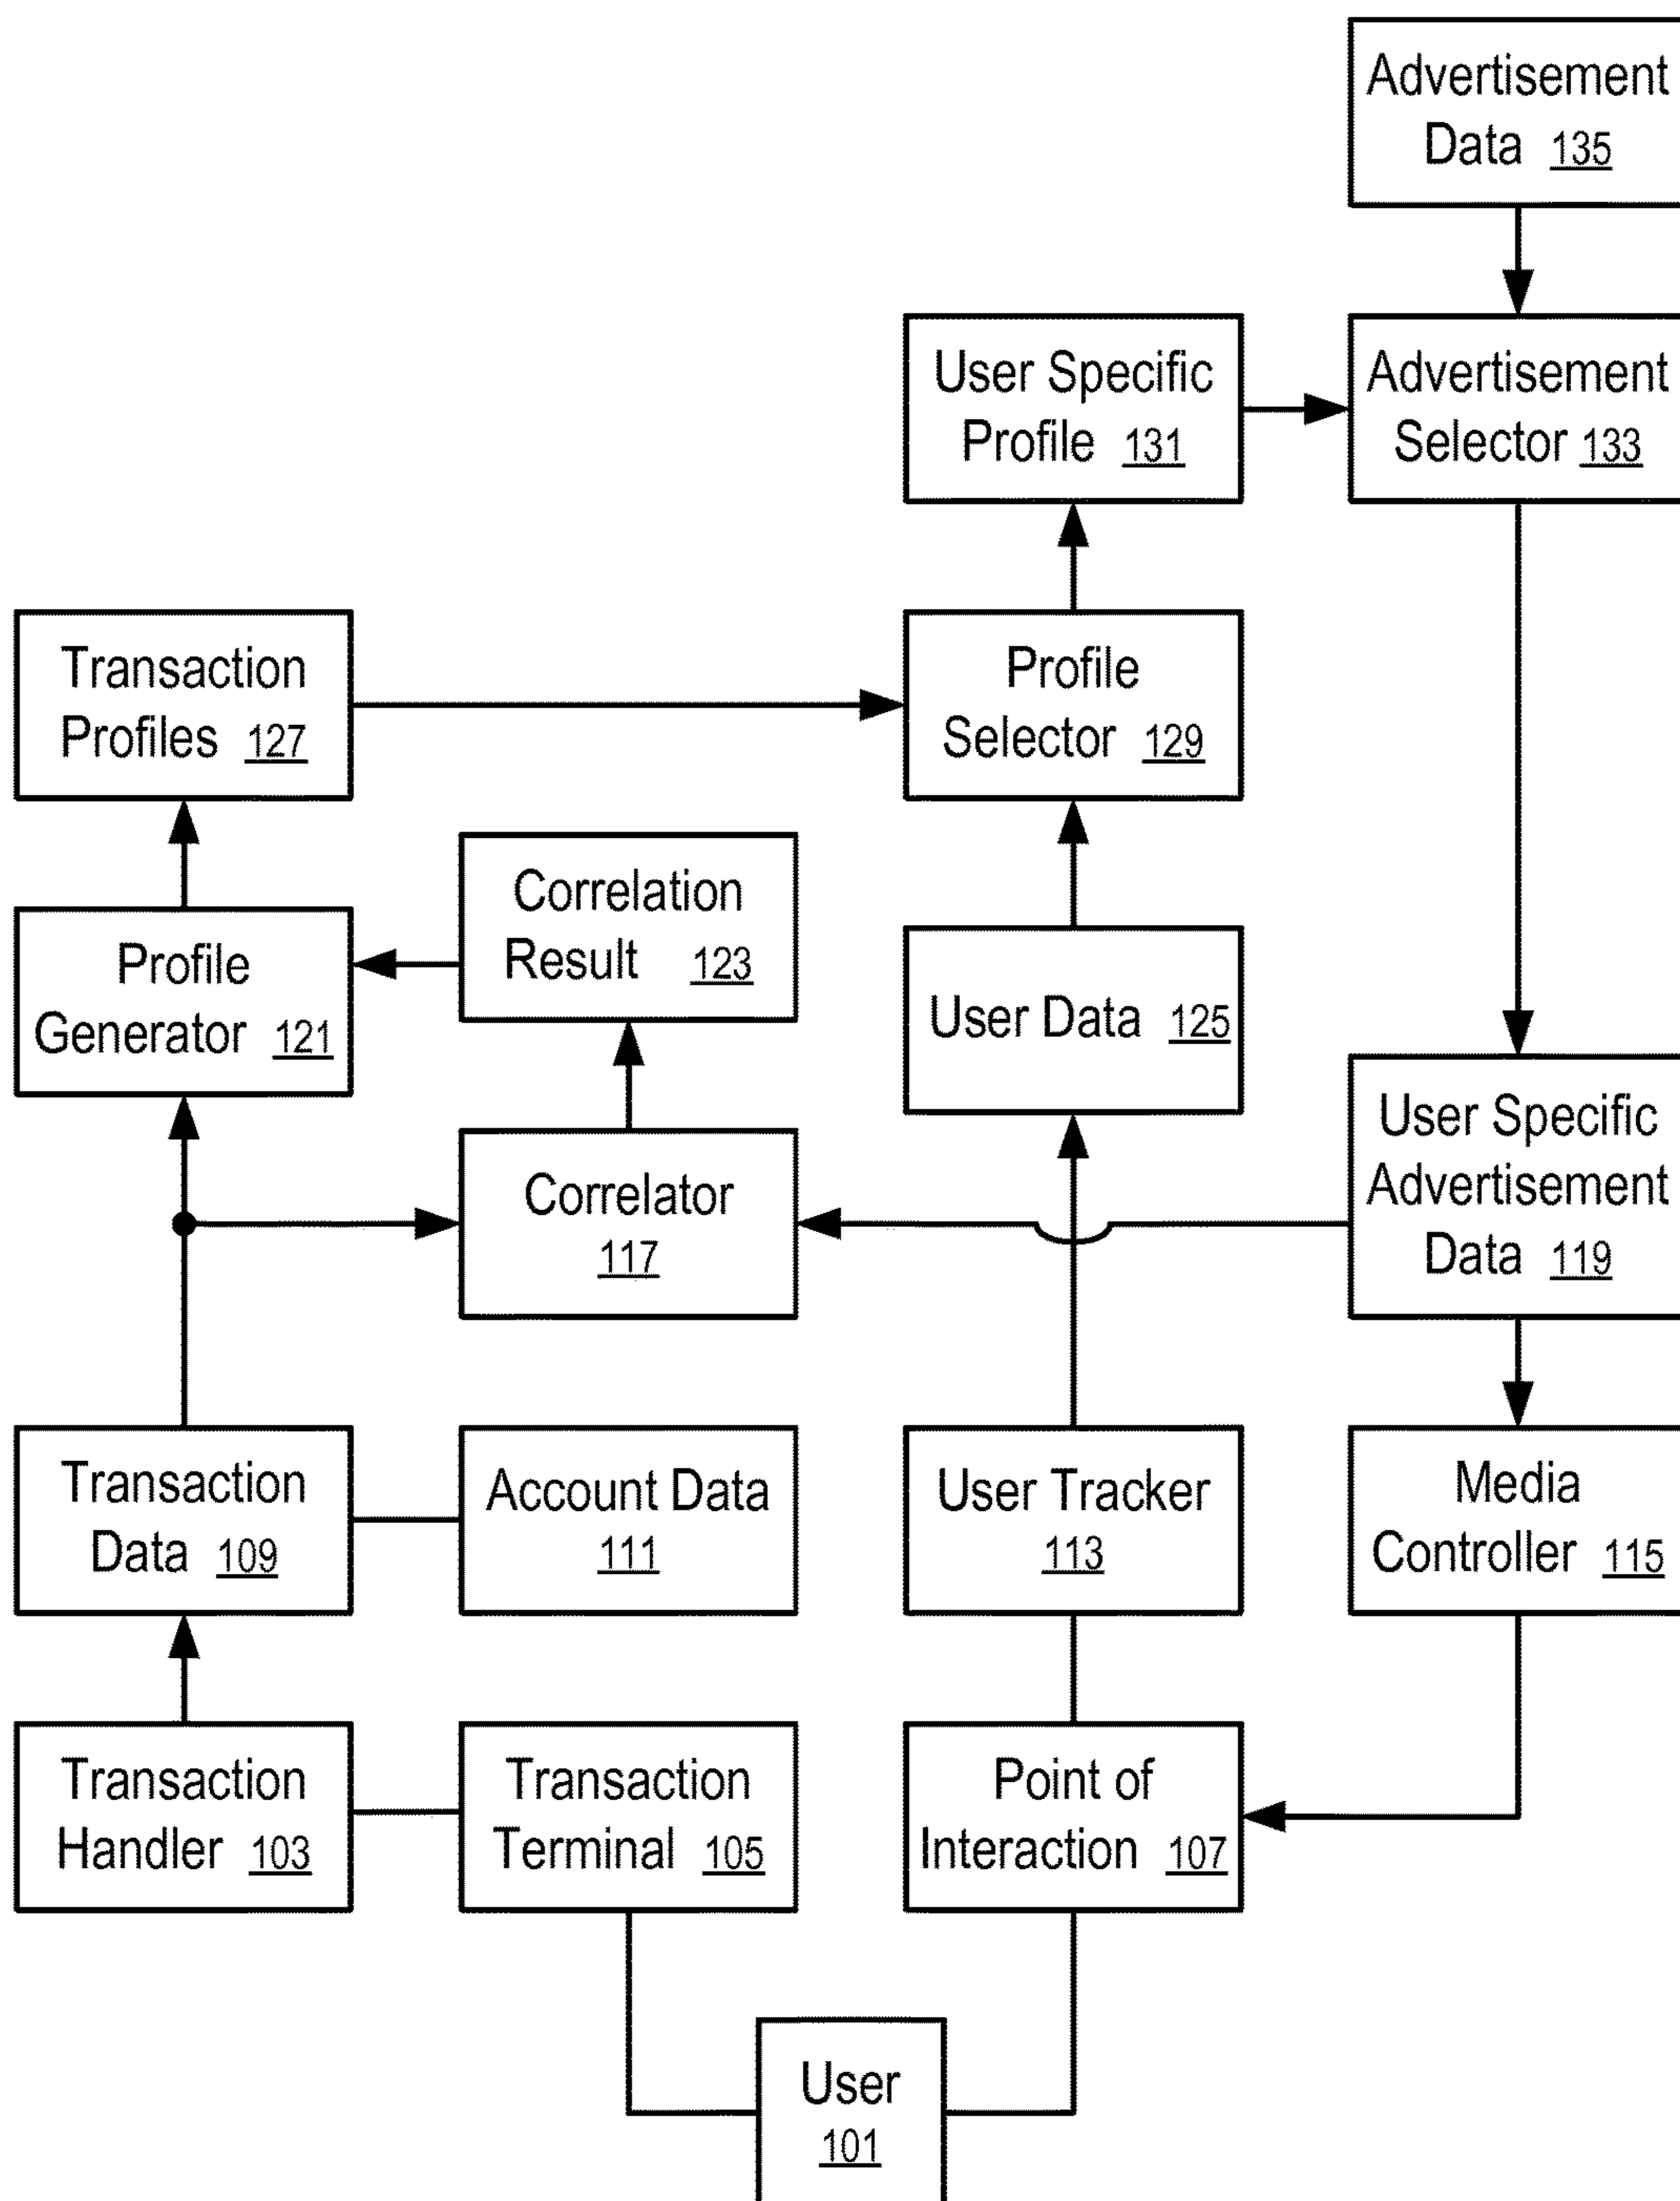 Advertisement
Data 135
User Specific
Profile 131
Advertisement
Selector 133
Transaction
Profiles 127
Profile
Selector 129
Correlation
Result 123
Profile
Generator 121
User Data 125
User Specific
Advertisement
Data 119
Correlator
117
Transaction
Data 109
Account Data
111
User Tracker
113
Media
Controller 115
Transaction
Handler 103
Transaction
Terminal 105
Point of
Interaction 107
User
101